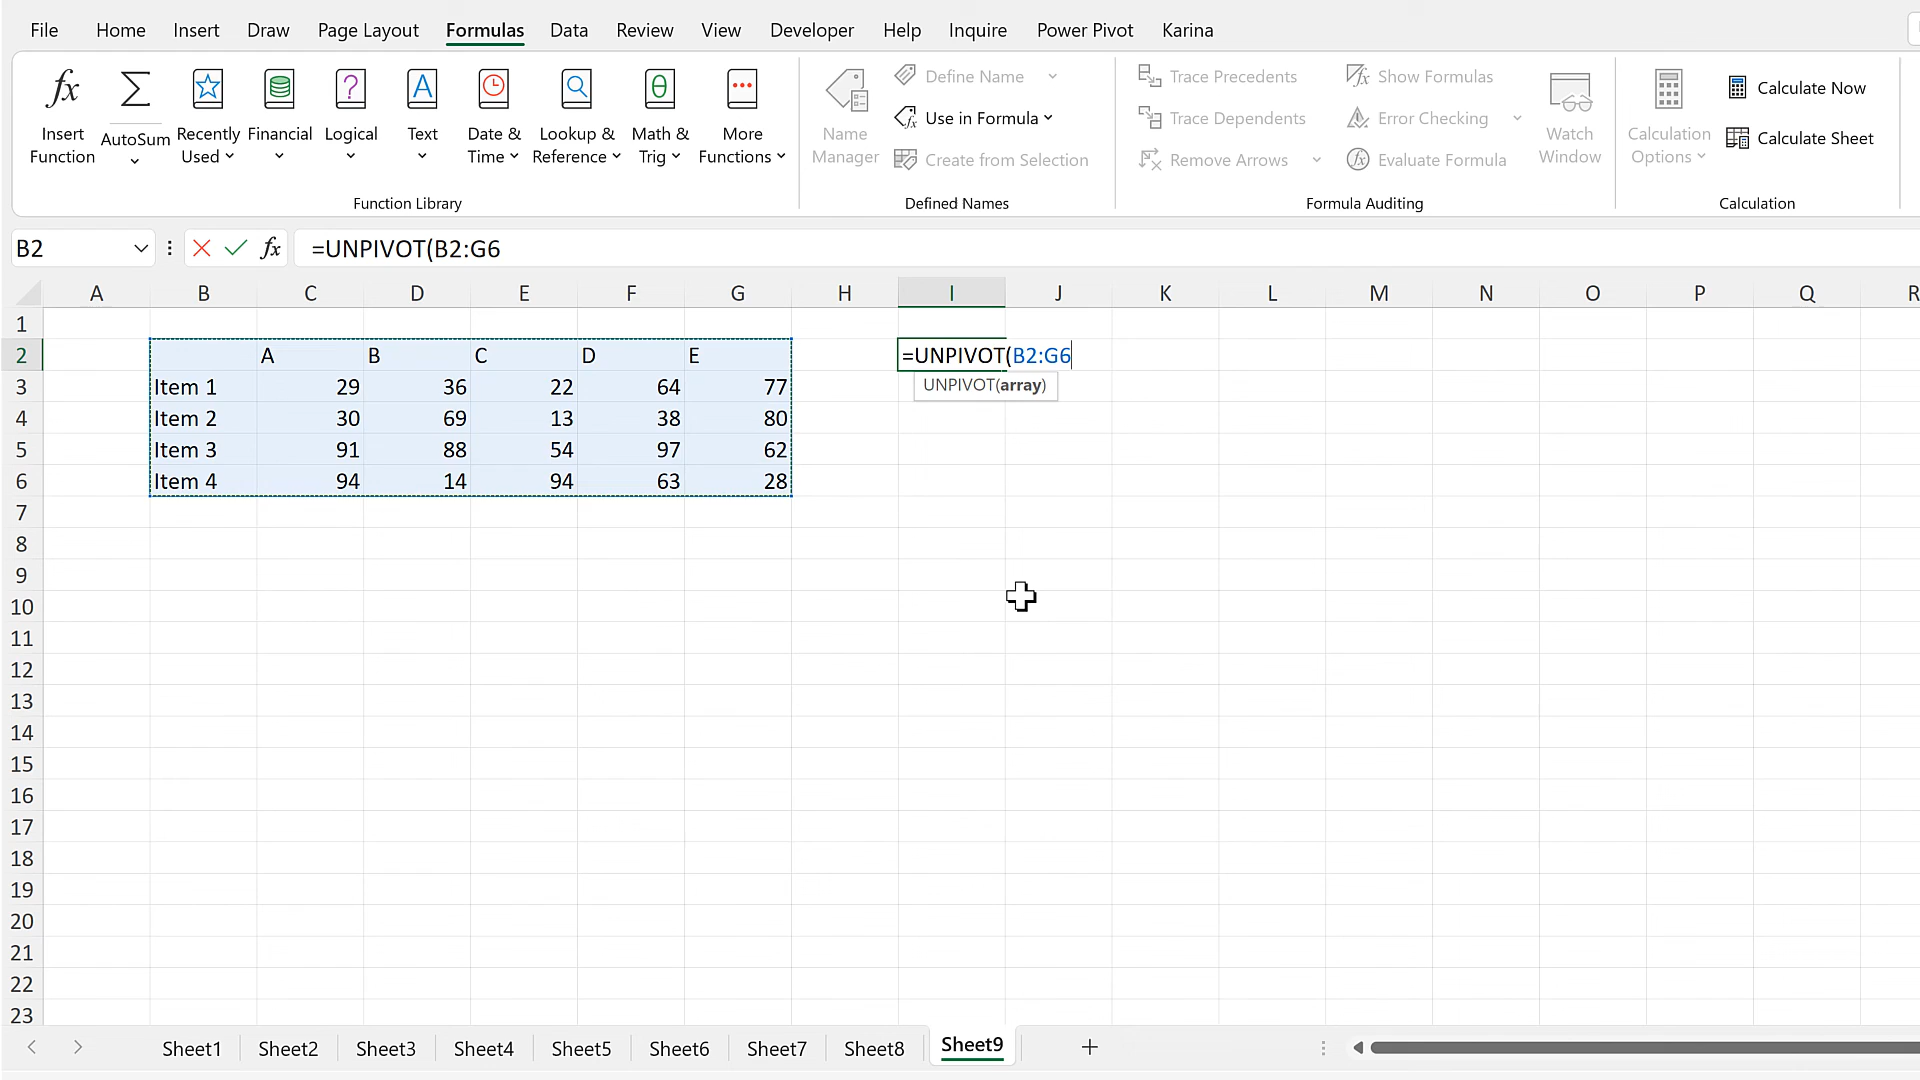 File Home Insert Draw Page Layout Formulas Data Review View Developer Help Inquire Power Pivot Karina
Insert Function
AutoSum
Recently Used
Financial
Logical
Text
Date & Time
Lookup & Reference
Math & Trig
More Functions
Function Library
Name Manager
Define Name
Use in Formula
Create from Selection
Defined Names
Trace Precedents
Trace Dependents
Remove Arrows
Show Formulas
Error Checking
Evaluate Formula
Formula Auditing
Watch Window
Calculation Options
Calculate Now
Calculate Sheet
Calculation
B2 fx =UNPIVOT(B2:G6
A B C D E F G H I J K L M N O P Q R
1
2 A B C D E =UNPIVOT(B2:G6
UNPIVOT(array)
3 Item 1 29 36 22 64 77
4 Item 2 30 69 13 38 80
5 Item 3 91 88 54 97 62
6 Item 4 94 14 94 63 28
7
8
9
10
11
12
13
14
15
16
17
18
19
20
21
22
23
Sheet1 Sheet2 Sheet3 Sheet4 Sheet5 Sheet6 Sheet7 Sheet8 Sheet9